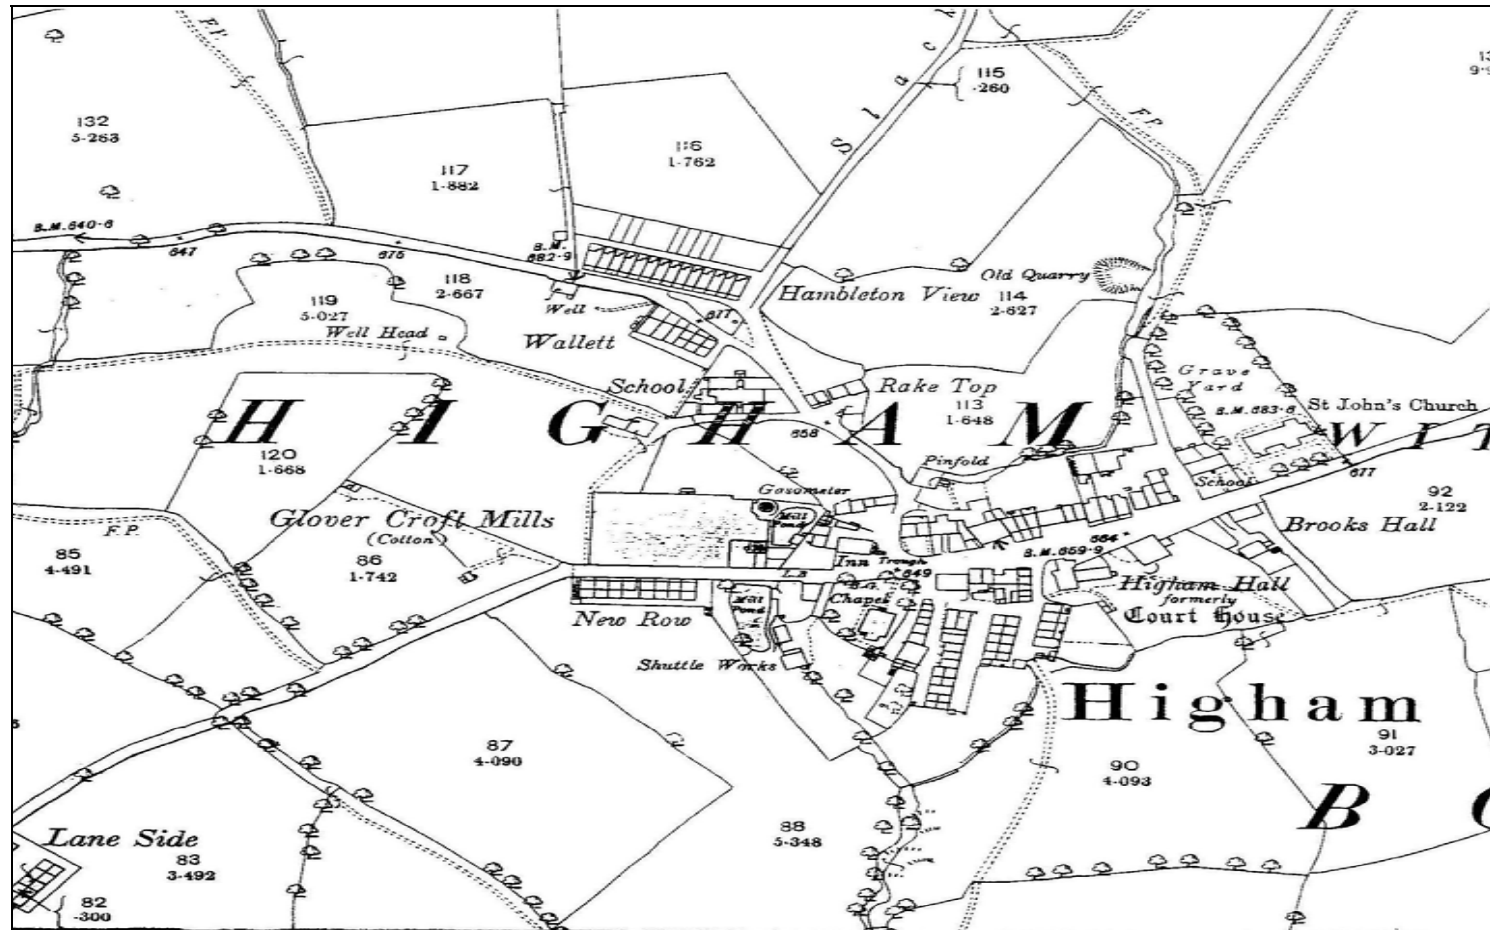 F.P.
Slack
115
·260
132
5·263
117
1·882
116
1·762
F.P.
B.M. 640·6
647
675
B.M.
682·9
118
2·667
119
5·027
Well Head
Well
Wallett
677
Hambleton View
Old Quarry
114
2·627
School
Rake Top
113
1·648
Grave
Yard
B.M. 683·6
St John's Church
HIGHAM WIT
658
677
120
1·668
Pinfold
School
92
2·122
Gasometer
Mill
Pond
Glover Croft Mills
(Cotton)
F.P.
85
4·491
86
1·742
Inn
Trough
649
L.B.
664
B.M. 659·9
Brooks Hall
Higham Hall
formerly
Court House
Chapel
Mill
Pond
New Row
Shuttle Works
Higham
BO
87
4·090
88
5·348
90
4·093
91
3·027
Lane Side
83
3·492
82
·300